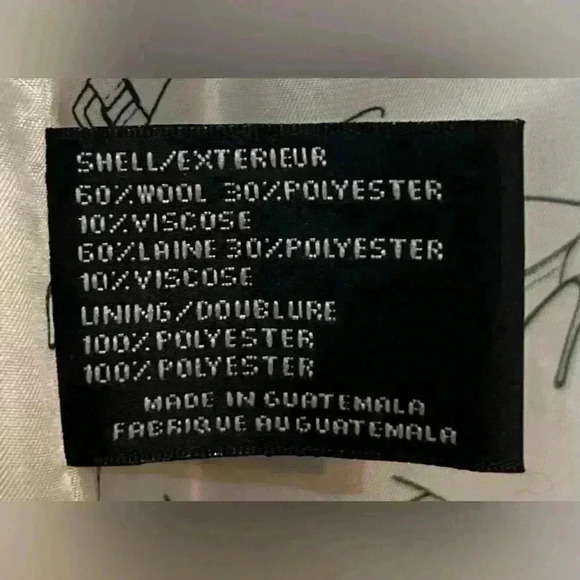 SHELL/EXTERIEUR
60%WOOL 30%POLYESTER
10%VISCOSE
60%LAINE 30%POLYESTER
10%VISCOSE
LINING/DOUBLURE
100%POLYESTER
100%POLYESTER
MADE IN GUATEMALA
FABRIQUE AU GUATEMALA